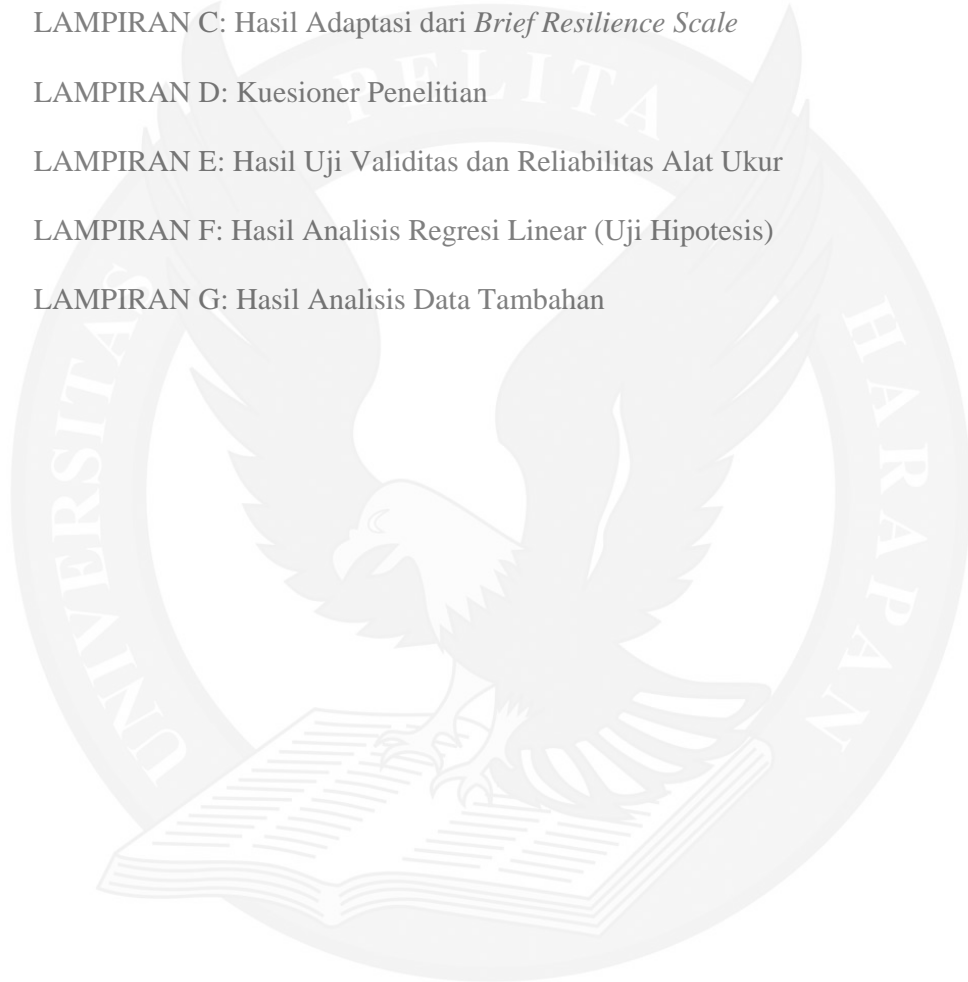 LAMPIRAN C: Hasil Adaptasi dari Brief Resilience Scale
LAMPIRAN D: Kuesioner Penelitian
LAMPIRAN E: Hasil Uji Validitas dan Reliabilitas Alat Ukur
LAMPIRAN F: Hasil Analisis Regresi Linear (Uji Hipotesis)
LAMPIRAN G: Hasil Analisis Data Tambahan
UNIVERSITAS PELITA HARAPAN